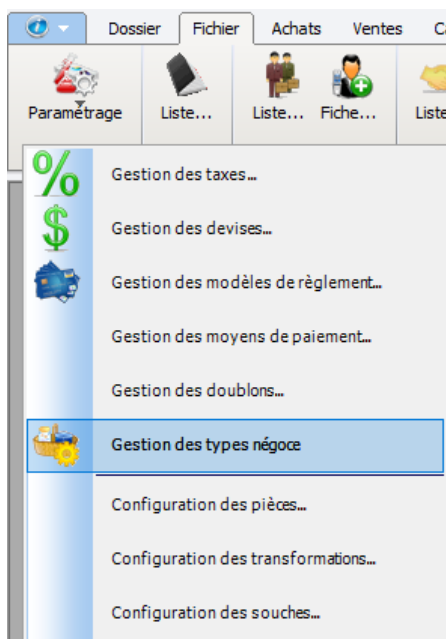 Dossier Fichier Achats Ventes
Paramétrage Liste... Liste... Fiche... Liste
Gestion des taxes...
Gestion des devises...
Gestion des modèles de règlement...
Gestion des moyens de paiement...
Gestion des doublons...
Gestion des types négoce
Configuration des pièces...
Configuration des transformations...
Configuration des souches...